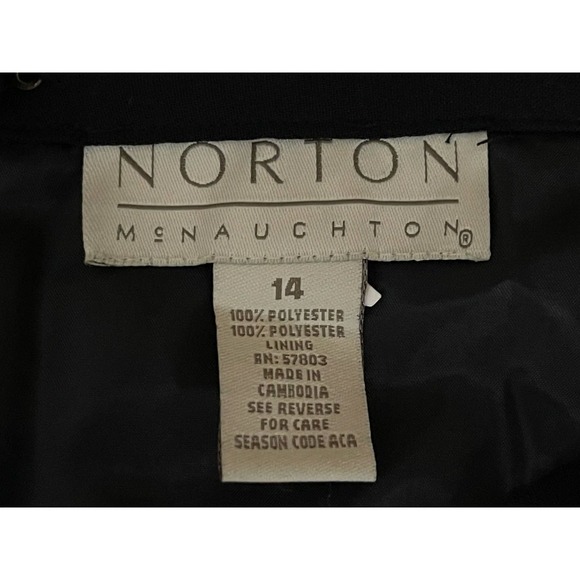 NORTON
McNAUGHTON®
14
100% POLYESTER
100% POLYESTER
LINING
RN: 57803
MADE IN
CAMBODIA
SEE REVERSE
FOR CARE
SEASON CODE ACA